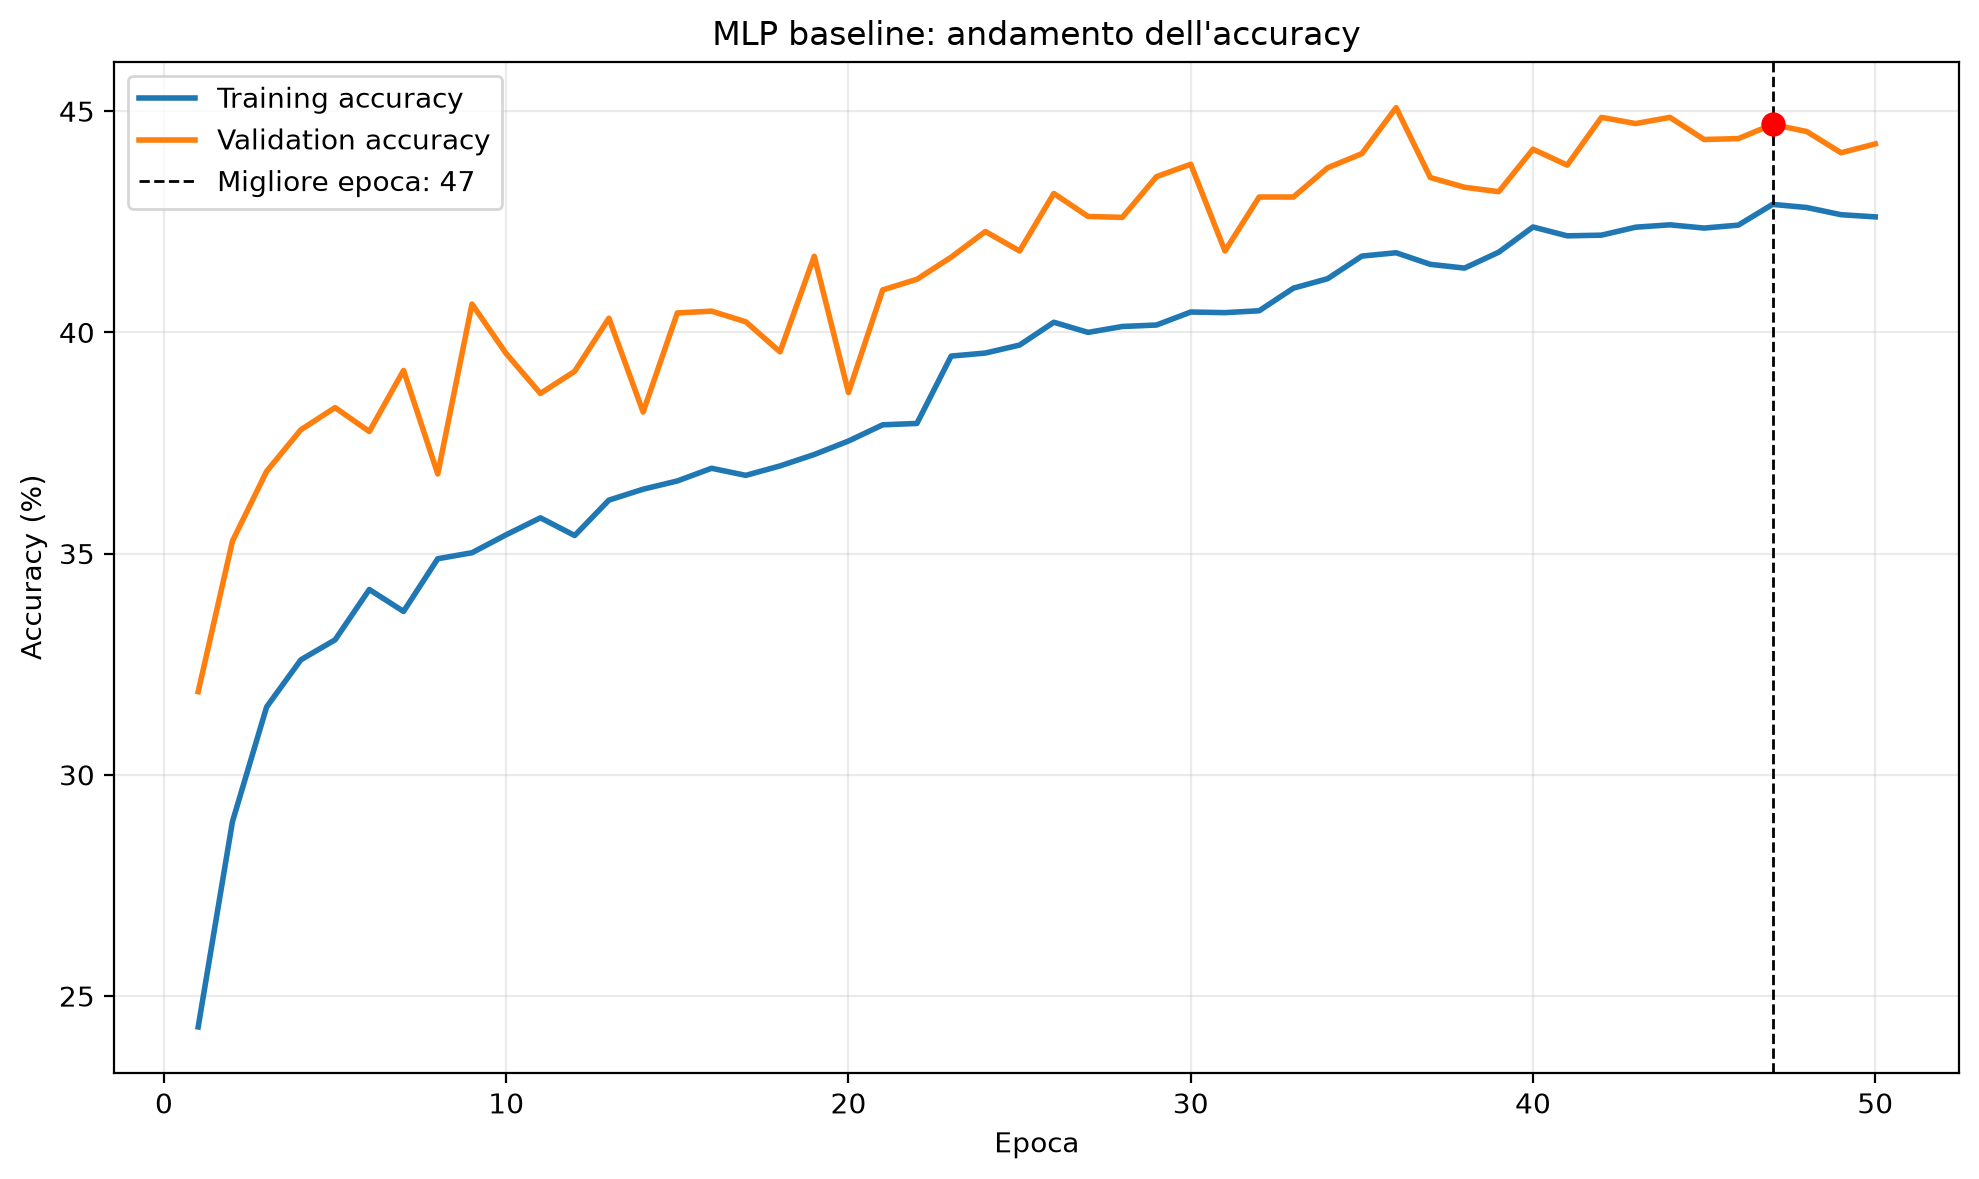 MLP baseline: andamento dell'accuracy
Training accuracy
Validation accuracy
Migliore epoca: 47
Accuracy (%)
45
40
35
30
25
0 10 20 30 40 50
Epoca